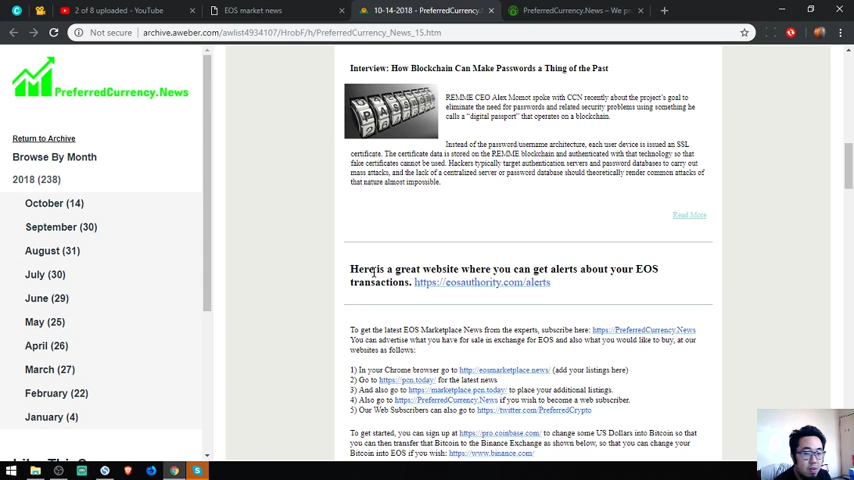 2 of 8 uploaded - YouTube
EOS market news
10-14-2018 - PreferredCurrency.
PreferredCurrency.News – We p
Not secure
archive.aweber.com/awlist4934107/HrobF/h/PreferredCurrency_News_15.htm
PreferredCurrency.News
Return to Archive
Browse By Month
2018 (238)
October (14)
September (30)
August (31)
July (30)
June (29)
May (25)
April (26)
March (27)
February (22)
January (4)
Interview: How Blockchain Can Make Passwords a Thing of the Past
REMME CEO Alex Momot spoke with CCN recently about the project's goal to
eliminate the need for passwords and related security problems using something he
calls a “digital passport” that operates on a blockchain.
Instead of the password/username architecture, each user device is issued an SSL
certificate. The certificate data is stored on the REMME blockchain and authenticated with that technology so that
fake certificates cannot be used. Hackers typically target authentication servers and password databases to carry out
mass attacks, and the lack of a centralized server or password database should theoretically render common attacks of
that nature almost impossible.
Read More
Here is a great website where you can get alerts about your EOS
transactions. https://eosauthority.com/alerts
To get the latest EOS Marketplace News from the experts, subscribe here: https://PreferredCurrency.News
You can advertise what you have for sale in exchange for EOS and also what you would like to buy, at our
websites as follows:
1) In your Chrome browser go to http://eosmarketplace.news/ (add your listings here)
2) Go to https://pcn.today/ for the latest news
3) And also go to https://marketplace.pcn.today/ to place your additional listings.
4) Also go to https://PreferredCurrency.News if you wish to become a web subscriber.
5) Our Web Subscribers can also go to https://twitter.com/PreferredCrypto
To get started, you can sign up at https://pro.coinbase.com/ to change some US Dollars into Bitcoin so that
you can then transfer that Bitcoin to the Binance Exchange as shown below, so that you can change your
Bitcoin into EOS if you wish: https://www.binance.com/